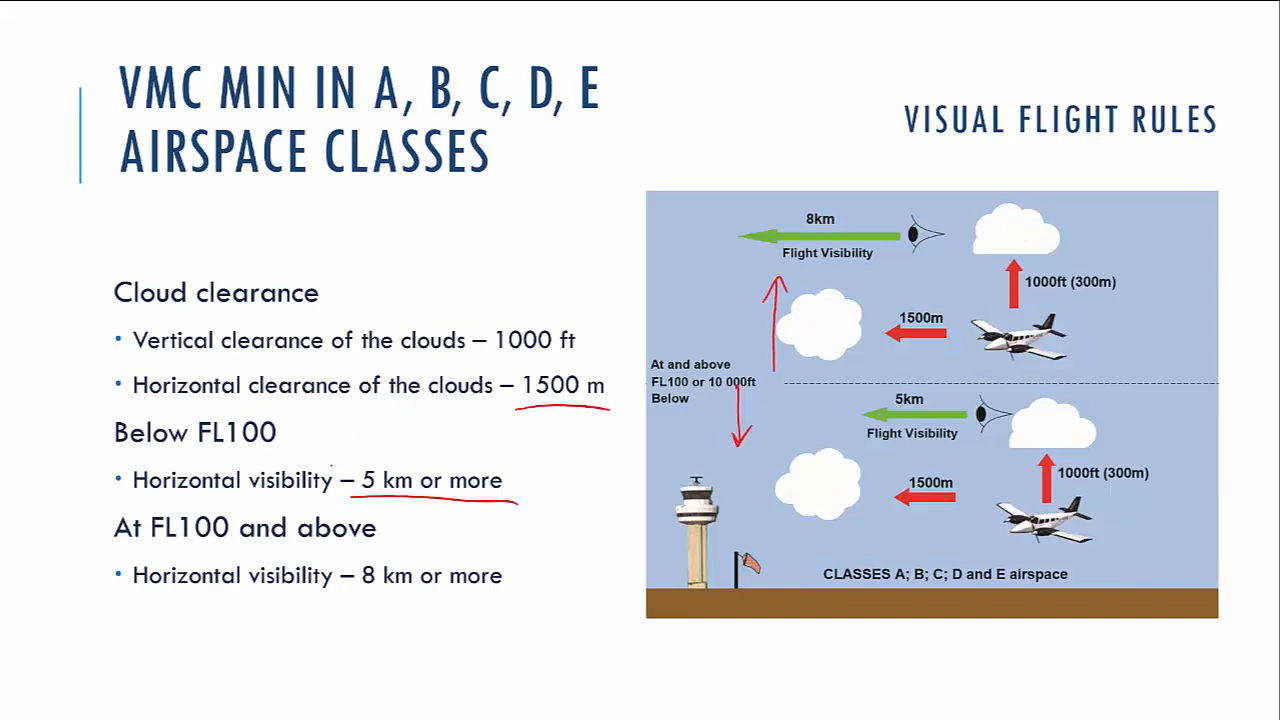 VMC MIN IN A, B, C, D, E
AIRSPACE CLASSES
VISUAL FLIGHT RULES
Cloud clearance
• Vertical clearance of the clouds – 1000 ft
• Horizontal clearance of the clouds – 1500 m
Below FL100
• Horizontal visibility – 5 km or more
At FL100 and above
• Horizontal visibility – 8 km or more
8km
Flight Visibility
1000ft (300m)
1500m
At and above
FL100 or 10 000ft
Below
5km
Flight Visibility
1000ft (300m)
1500m
CLASSES A; B; C; D and E airspace